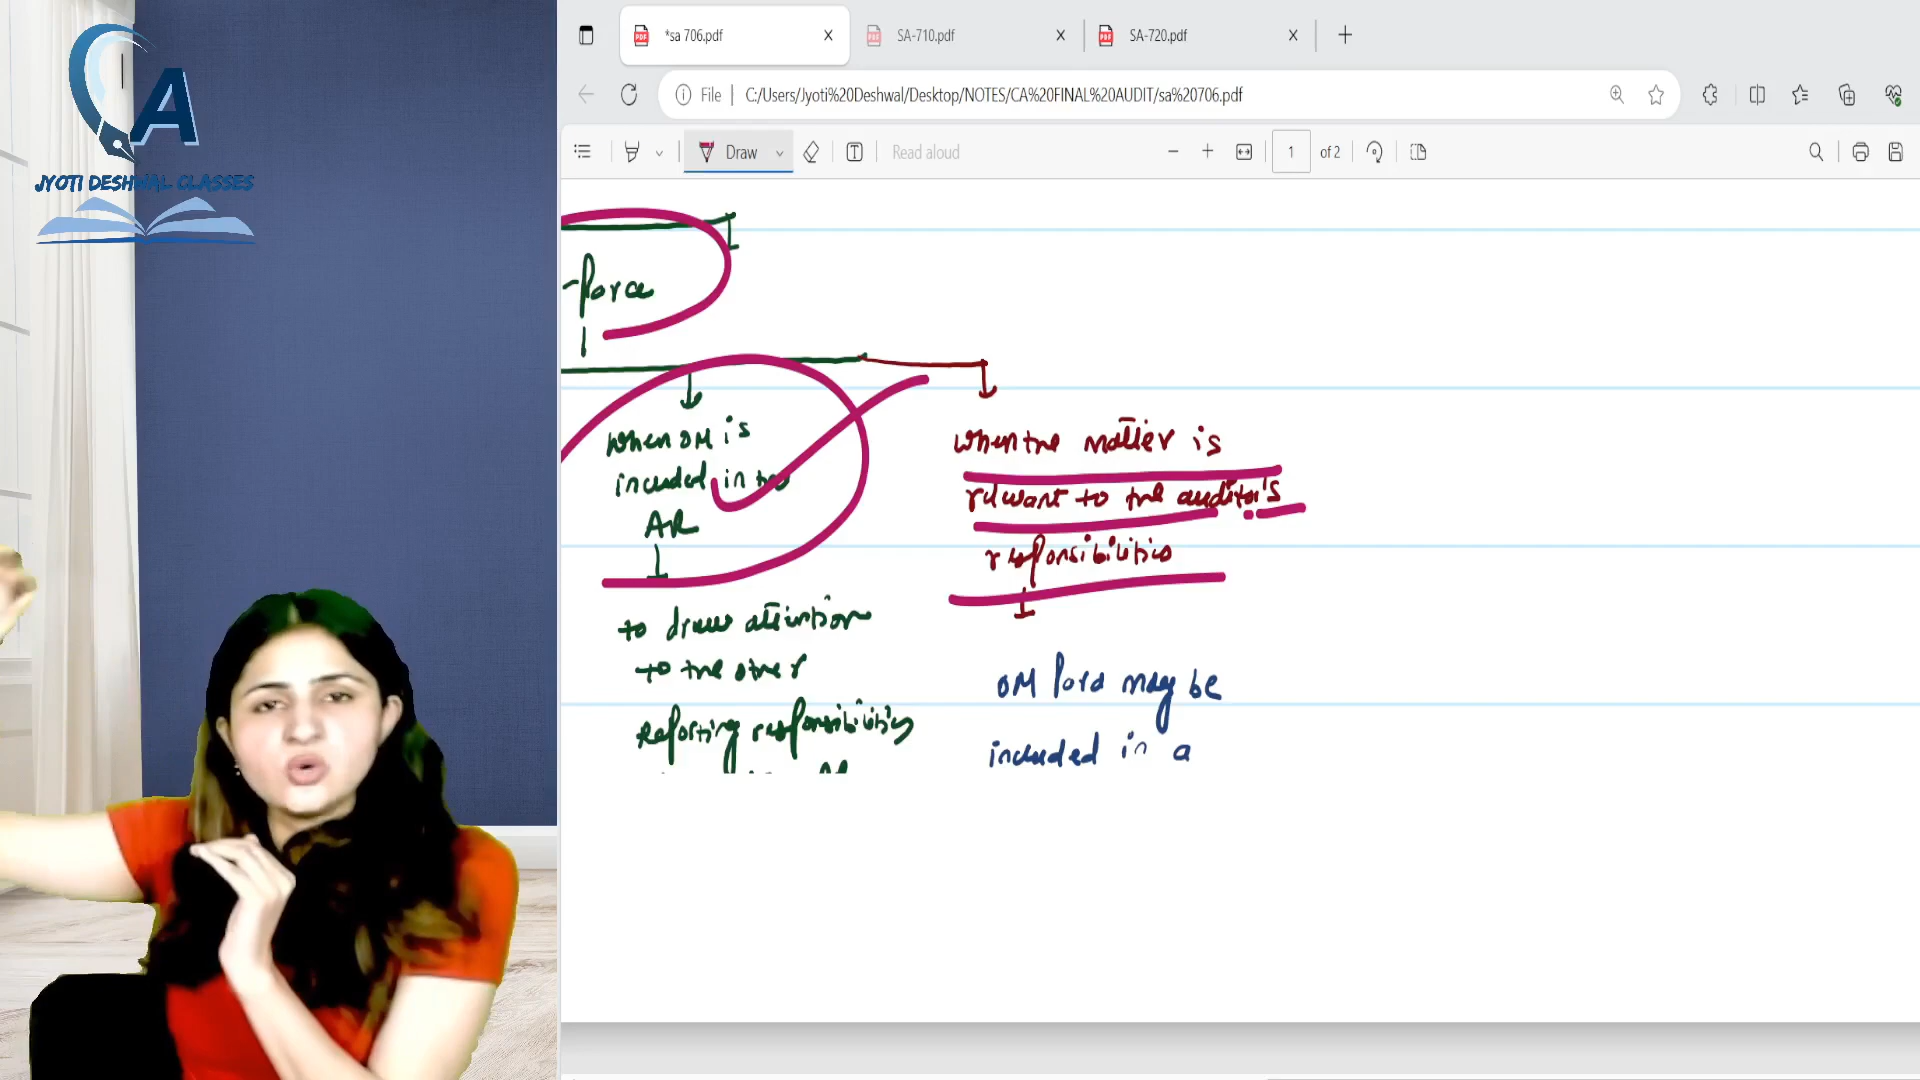 CA
JYOTI DESHWAL CLASSES
*sa 706.pdf
SA-710.pdf
SA-720.pdf
File
C:/Users/Jyoti%20Deshwal/Desktop/NOTES/CA%20FINAL%20AUDIT/sa%20706.pdf
Draw
Read aloud
1
of 2
when OM is
included in the
AR
to draw attention
to the other
reporting responsibilities
when the matter is
relevant to the auditor's
responsibilities
OM Para may be
included in a